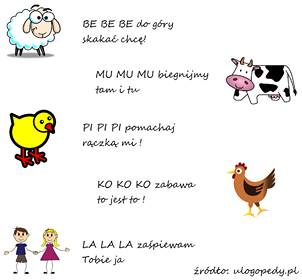 BE BE BE do góry
skakać chcę!
MU MU MU biegnijmy
tam i tu
PI PI PI pomachaj
rączką mi !
KO KO KO zabawa
to jest to !
LA LA LA zaśpiewam
Tobie ja
źródło: ulogopedy.pl